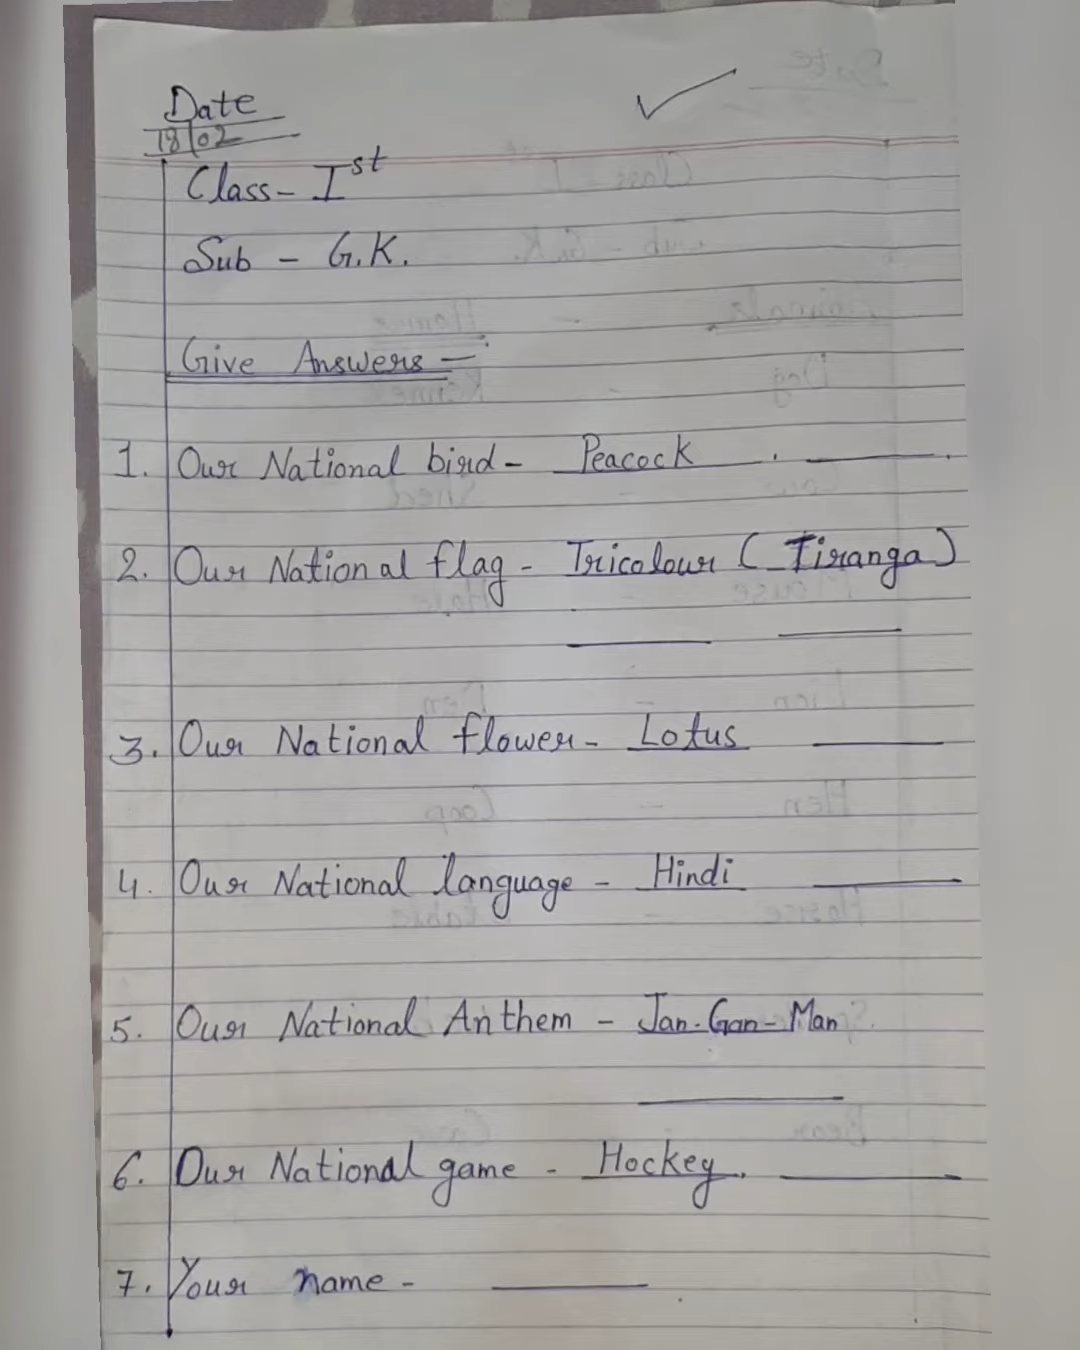 Date
18/02
Class- Ist
Sub - G.K.
Give Answers -
1. Our National bird - Peacock
2. Our National flag - Tricolour (Tiranga)
3. Our National flower - Lotus
4. Our National language - Hindi
5. Our National Anthem - Jan-Gan-Man
6. Our National game - Hockey.
7. Your name -